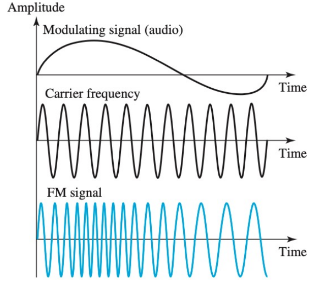 Amplitude
Modulating signal (audio)
Time
Carrier frequency
Time
FM signal
Time